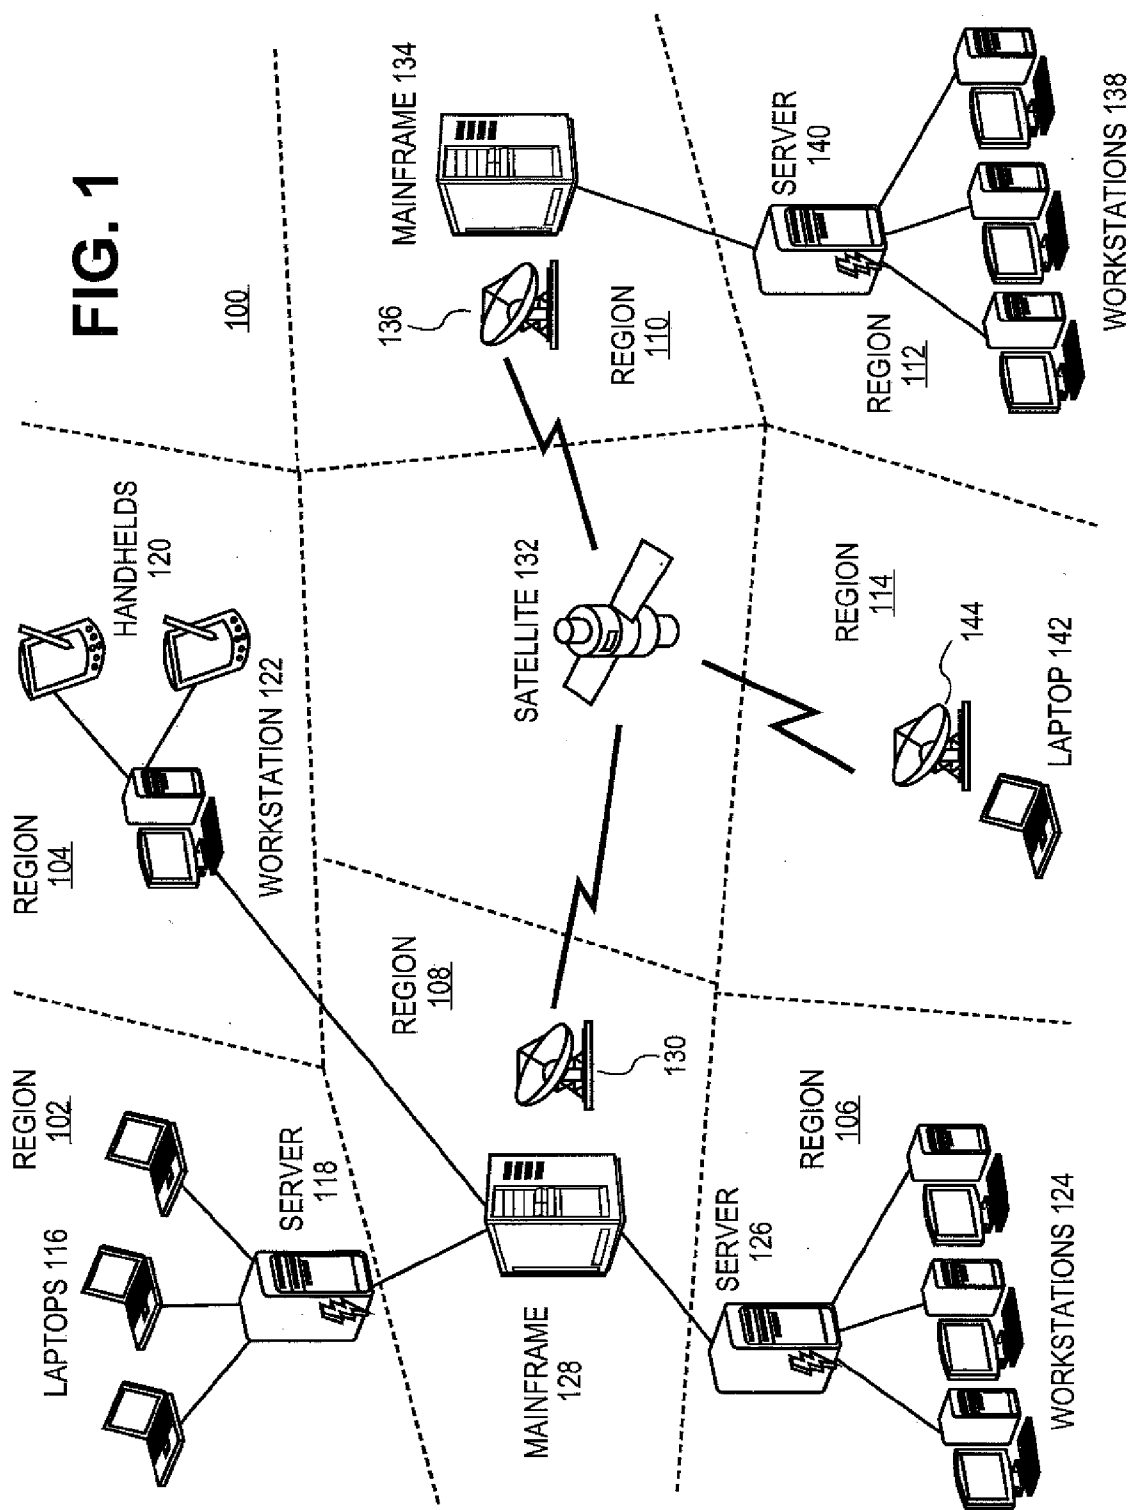 FIG. 1
100
REGION
102
LAPTOPS 116
SERVER
118
REGION
104
HANDHELDS
120
WORKSTATION 122
REGION
108
MAINFRAME
128
130
SATELLITE 132
MAINFRAME 134
136
REGION
110
SERVER
126
REGION
106
WORKSTATIONS 124
REGION
114
144
LAPTOP 142
SERVER
140
REGION
112
WORKSTATIONS 138